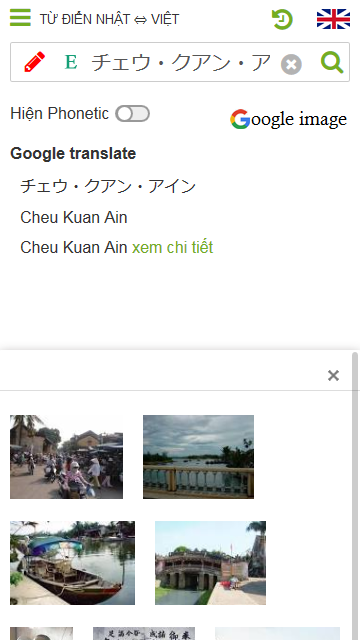 TỪ ĐIỂN NHẬT ⇔ VIỆT
E チェウ・クアン・ア
Hiện Phonetic
Google image
Google translate
チェウ・クアン・アイン
Cheu Kuan Ain
Cheu Kuan Ain xem chi tiết